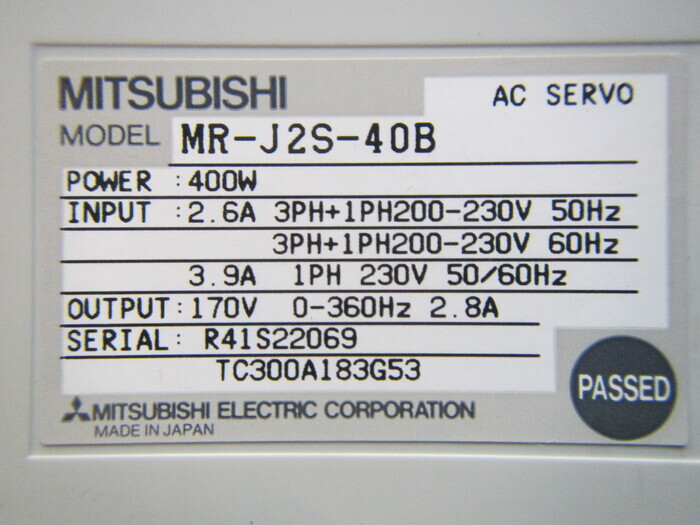 MITSUBISHI AC SERVO
MODEL MR-J2S-40B
POWER :400W
INPUT :2.6A 3PH+1PH200-230V 50Hz
3PH+1PH200-230V 60Hz
3.9A 1PH 230V 50/60Hz
OUTPUT:170V 0-360Hz 2.8A
SERIAL: R41S22069
TC300A183G53
PASSED
MITSUBISHI ELECTRIC CORPORATION
MADE IN JAPAN